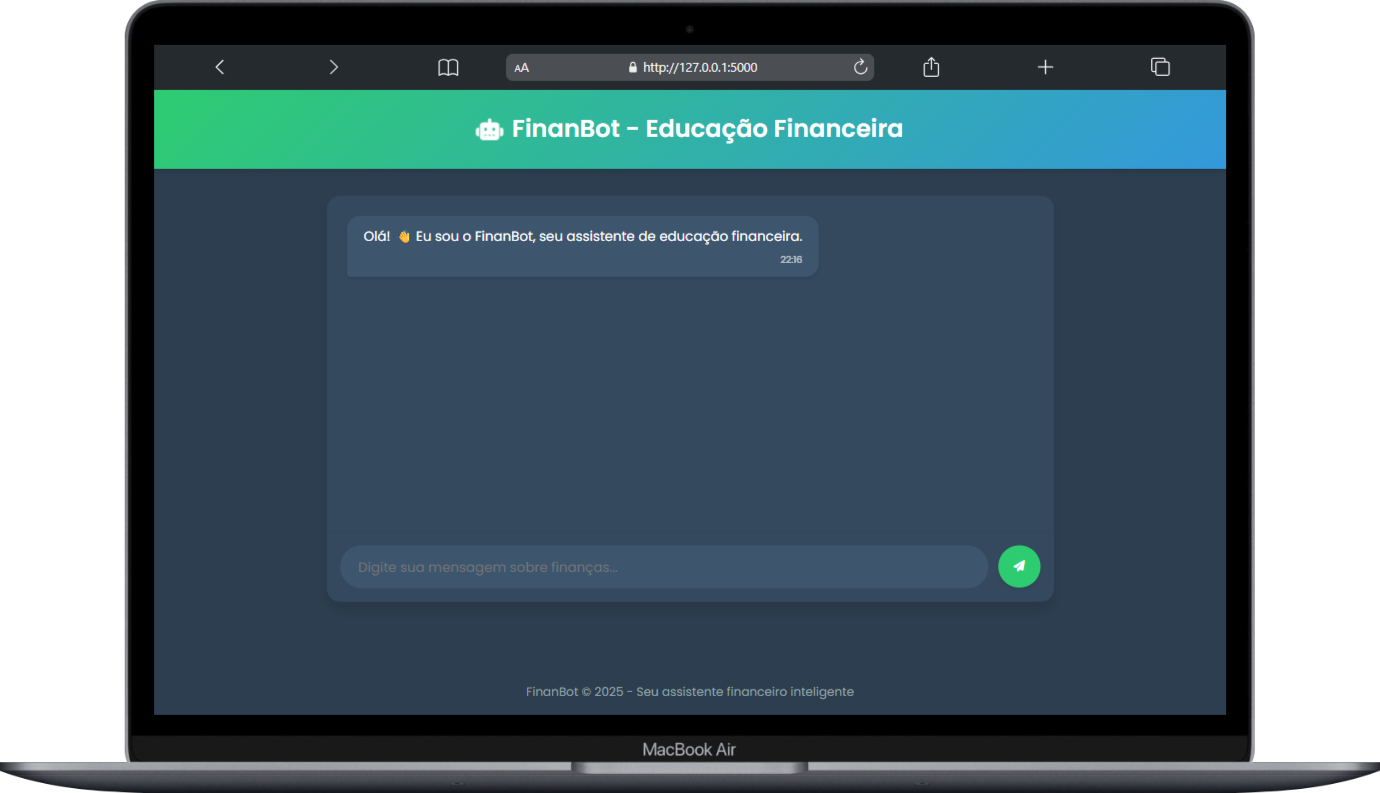 AA
http://127.0.0.1:5000
FinanBot - Educação Financeira
Olá! 👋 Eu sou o FinanBot, seu assistente de educação financeira.
22:16
Digite sua mensagem sobre finanças...
FinanBot © 2025 - Seu assistente financeiro inteligente
MacBook Air